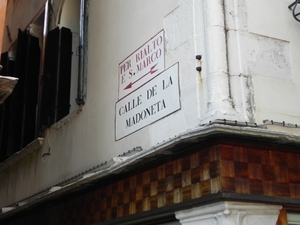 PER RIALTO
E S. MARCO
CALLE DE LA
MADONETA